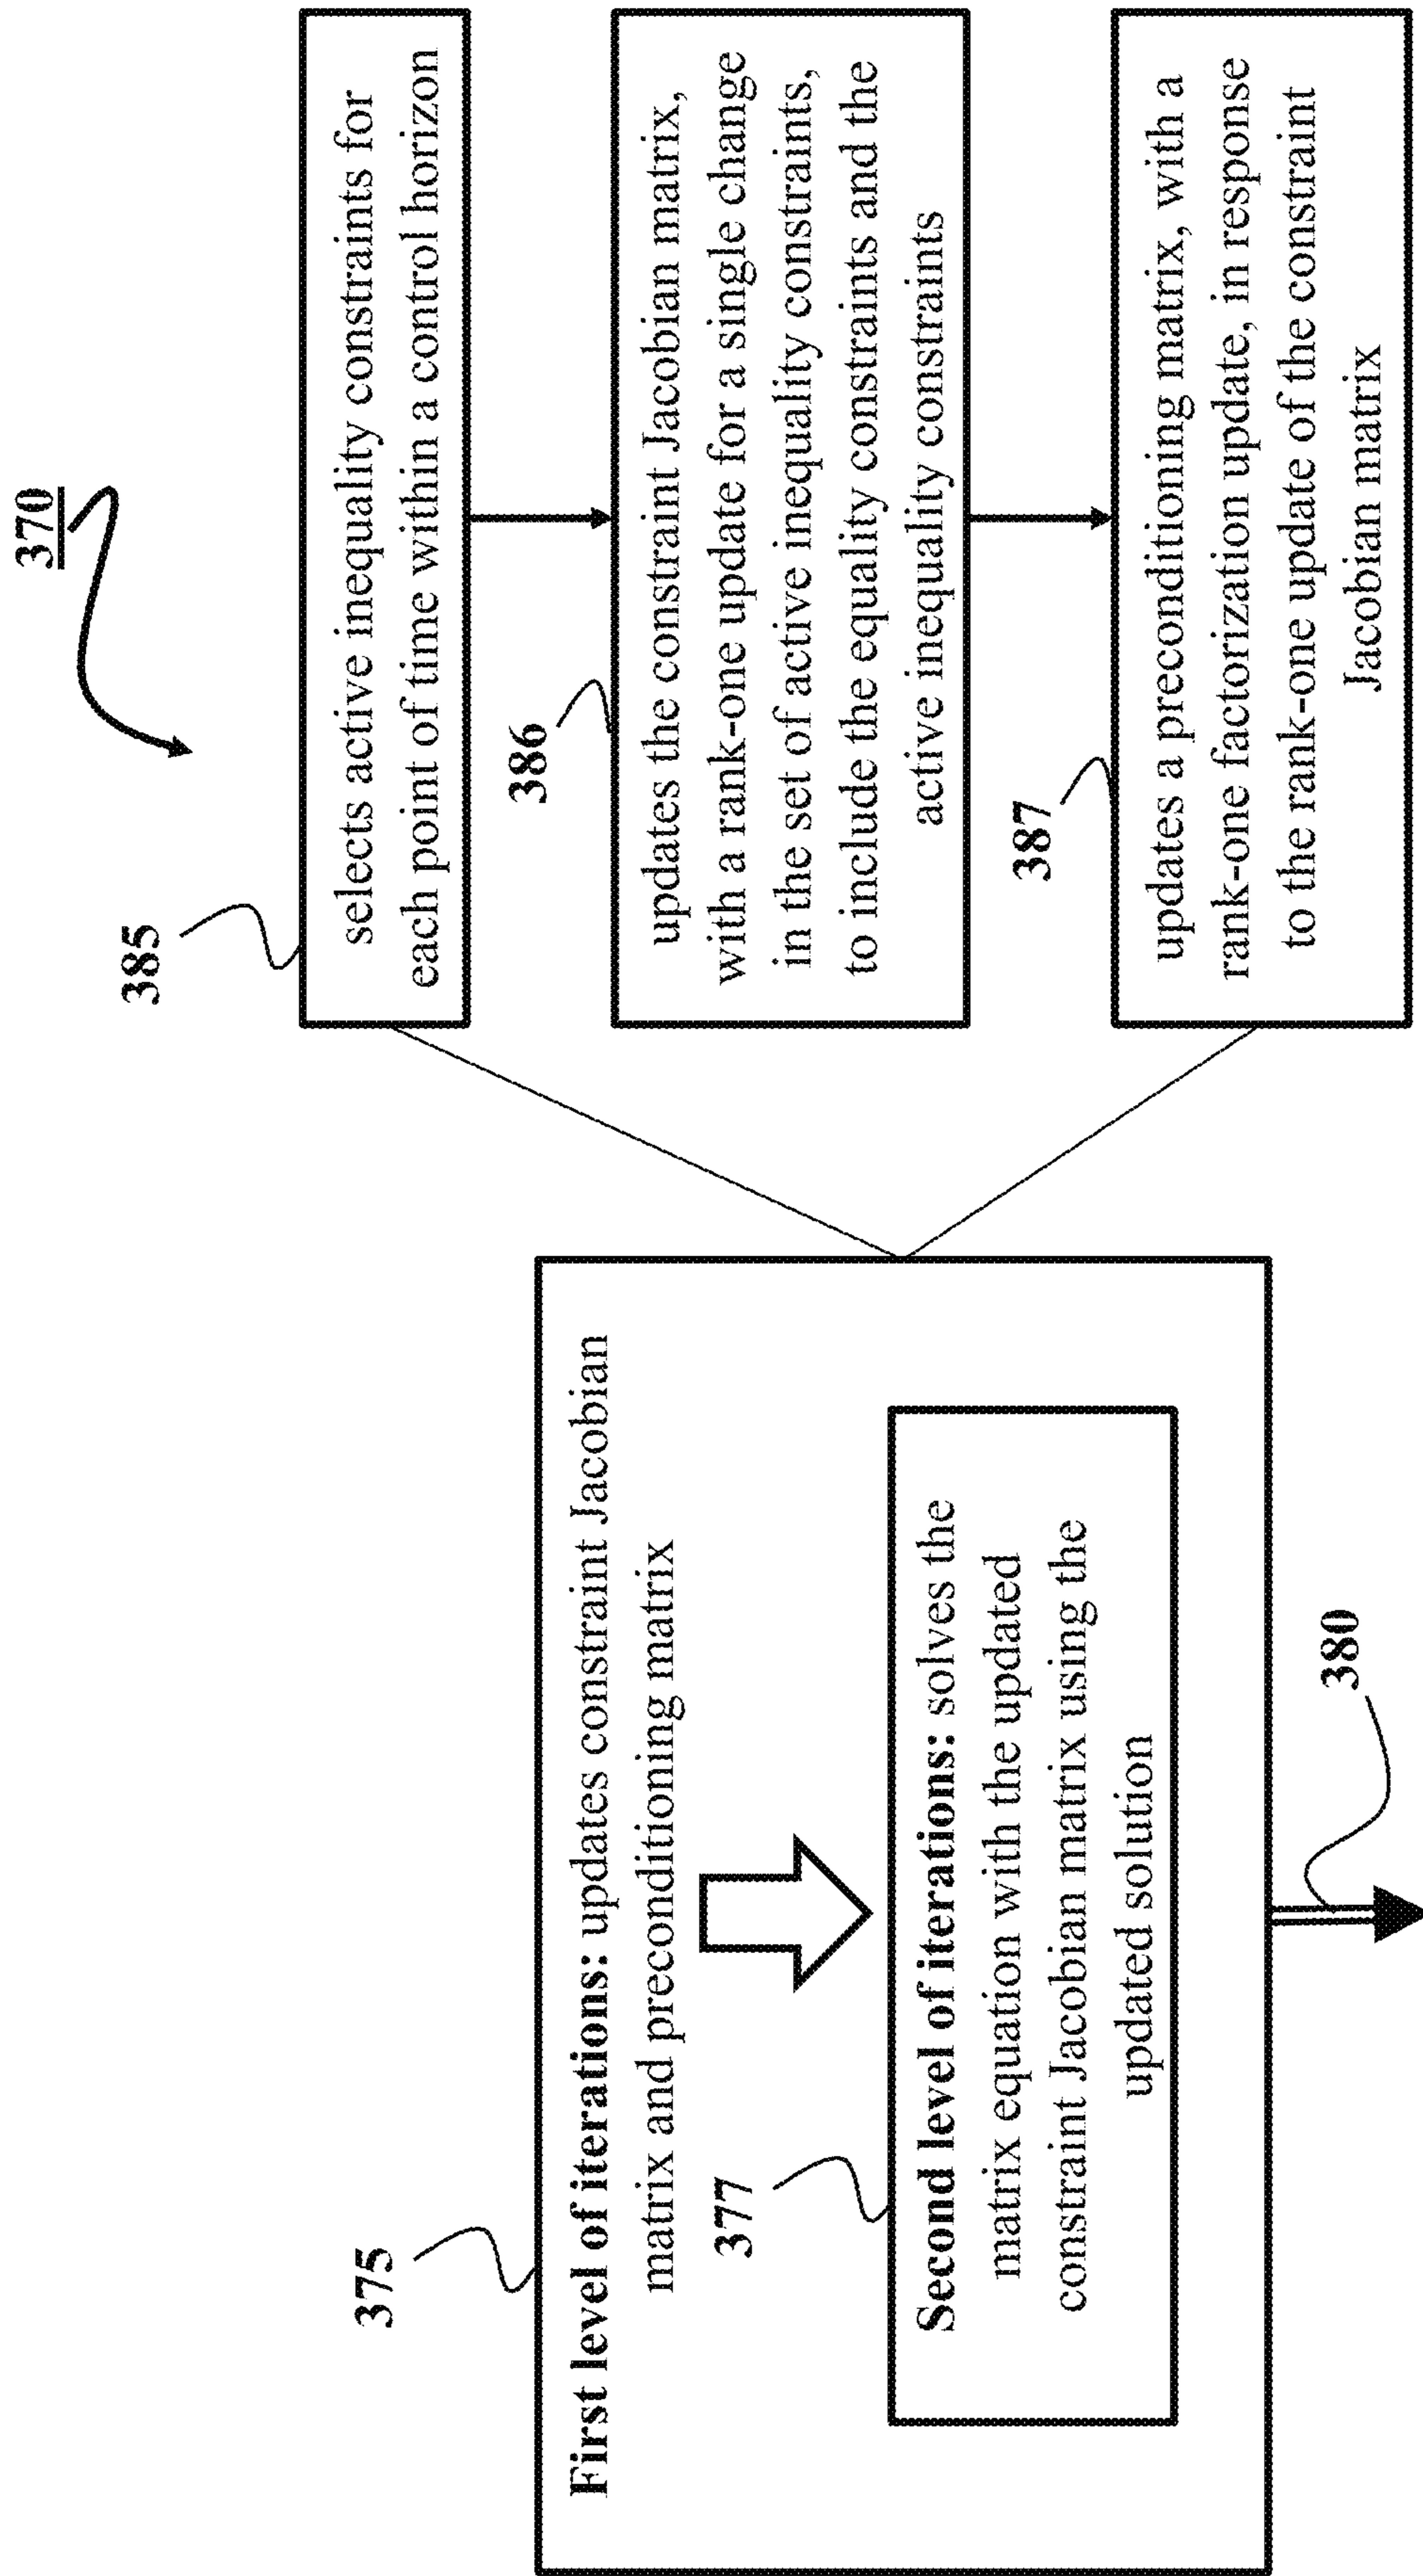 370
375
First level of iterations: updates constraint Jacobian
matrix and preconditioning matrix
377
Second level of iterations: solves the
matrix equation with the updated
constraint Jacobian matrix using the
updated solution
380
385
selects active inequality constraints for
each point of time within a control horizon
386
updates the constraint Jacobian matrix,
with a rank-one update for a single change
in the set of active inequality constraints,
to include the equality constraints and the
active inequality constraints
387
updates a preconditioning matrix, with a
rank-one factorization update, in response
to the rank-one update of the constraint
Jacobian matrix